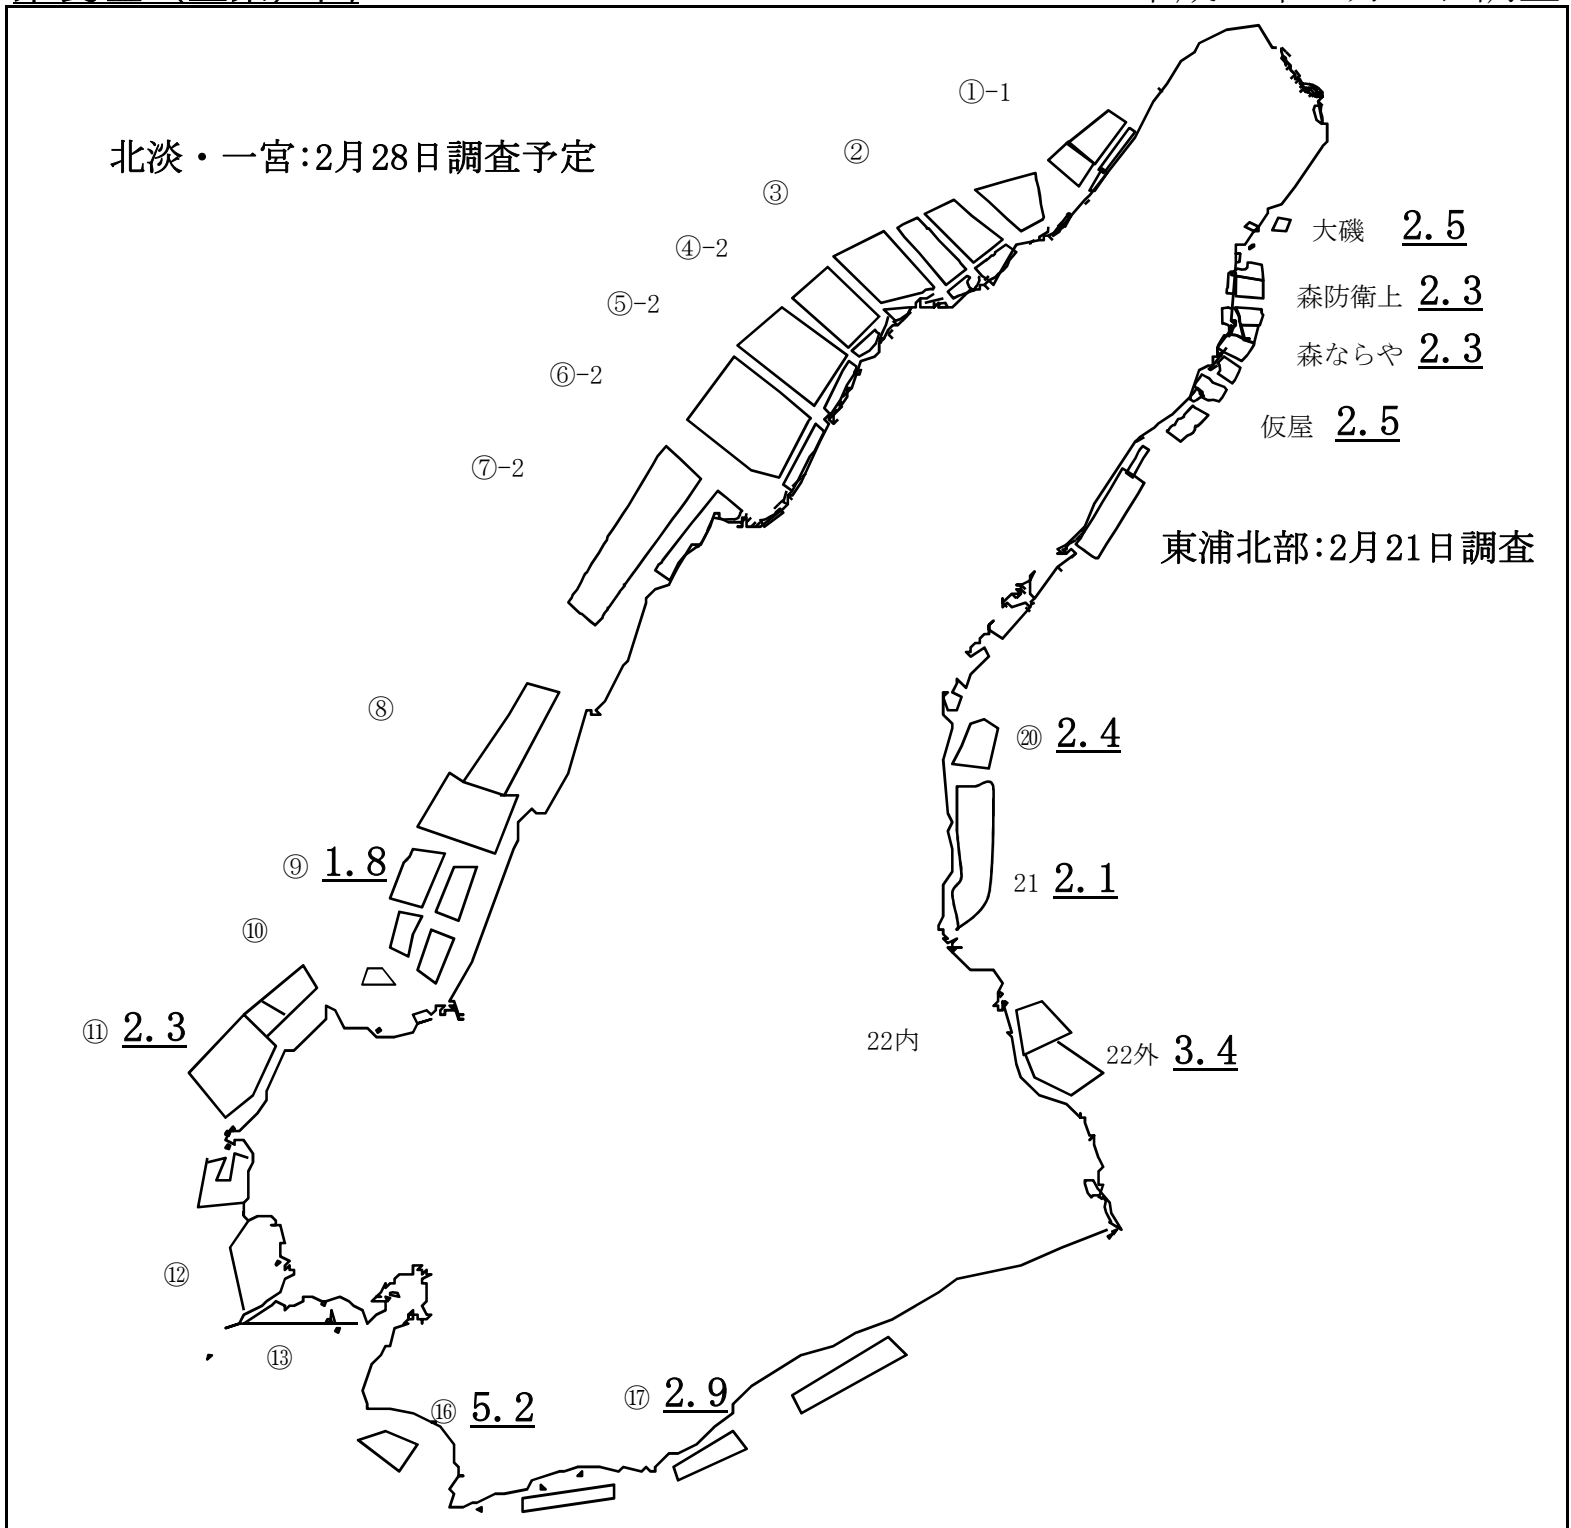 ①-1
北淡・一宮:2月28日調査予定
②
③
大磯 2.5
④-2
森防衛上 2.3
⑤-2
森ならや 2.3
⑥-2
仮屋 2.5
⑦-2
東浦北部:2月21日調査
⑧
⑳ 2.4
⑨ 1.8
21 2.1
⑩
⑪ 2.3
22内
22外 3.4
⑫
⑬
⑯ 5.2
⑰ 2.9